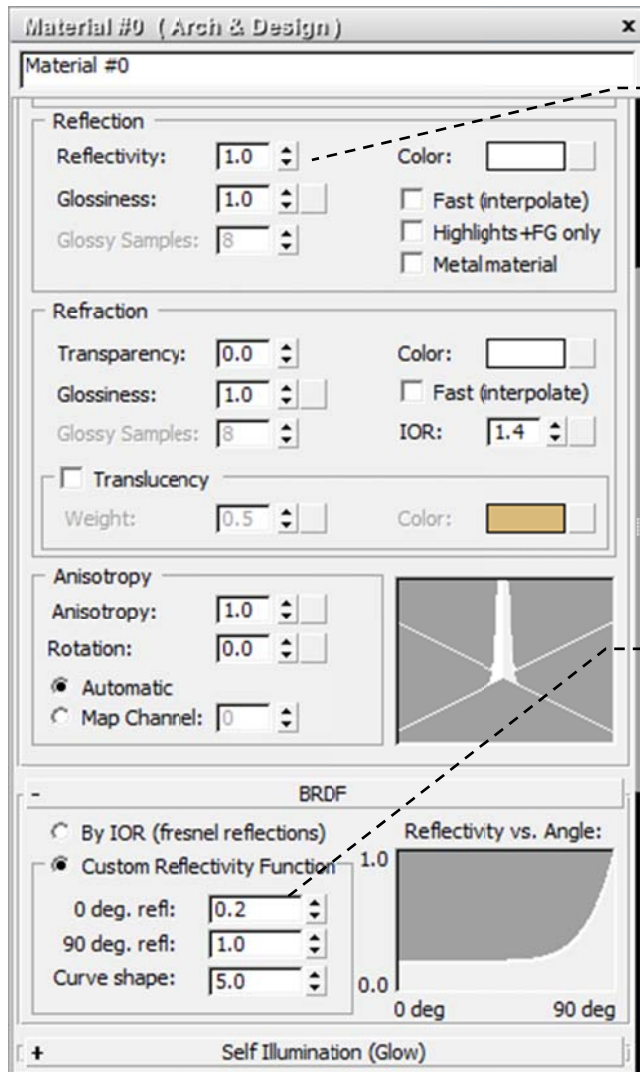 Material #0 ( Arch & Design )
x
Material #0
Reflection
Reflectivity: 1.0 Color:
Glossiness: 1.0 Fast (interpolate)
Glossy Samples: 8 Highlights+FG only
Metal material
Refraction
Transparency: 0.0 Color:
Glossiness: 1.0 Fast (interpolate)
Glossy Samples: 8 IOR: 1.4
Translucency
Weight: 0.5 Color:
Anisotropy
Anisotropy: 1.0
Rotation: 0.0
Automatic
Map Channel: 0
- BRDF
By IOR (fresnel reflections) Reflectivity vs. Angle:
Custom Reflectivity Function 1.0
0 deg. refl: 0.2
90 deg. refl: 1.0
Curve shape: 5.0 0.0
0 deg 90 deg
+ Self Illumination (Glow)